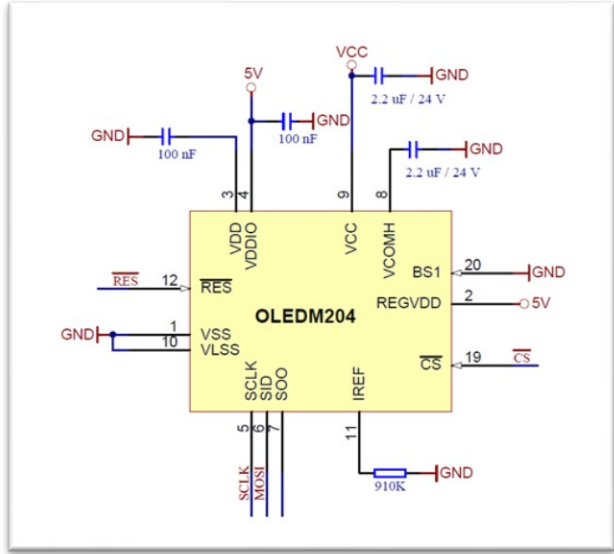 VCC
5V
GND
2.2 uF / 24 V
GND
100 nF
GND
100 nF
GND
2.2 uF / 24 V
3
4
9
8
VDD
VDDIO
VCC
VCOMH
RES
12
RES
BS1
20
GND
REGVDD
2
5V
OLEDM204
GND
1
VSS
10
VLSS
CS
19
CS
SCLK
SID
SOO
IREF
5
6
7
11
SCLK
MOSI
910K
GND